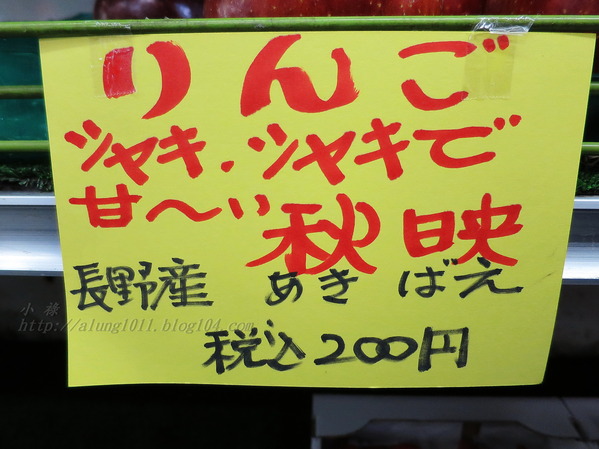 りんご
シャキ.シャキで
甘〜い秋映
長野産 あきばえ
税込200円
小祿
http://alung1011.blog104.com